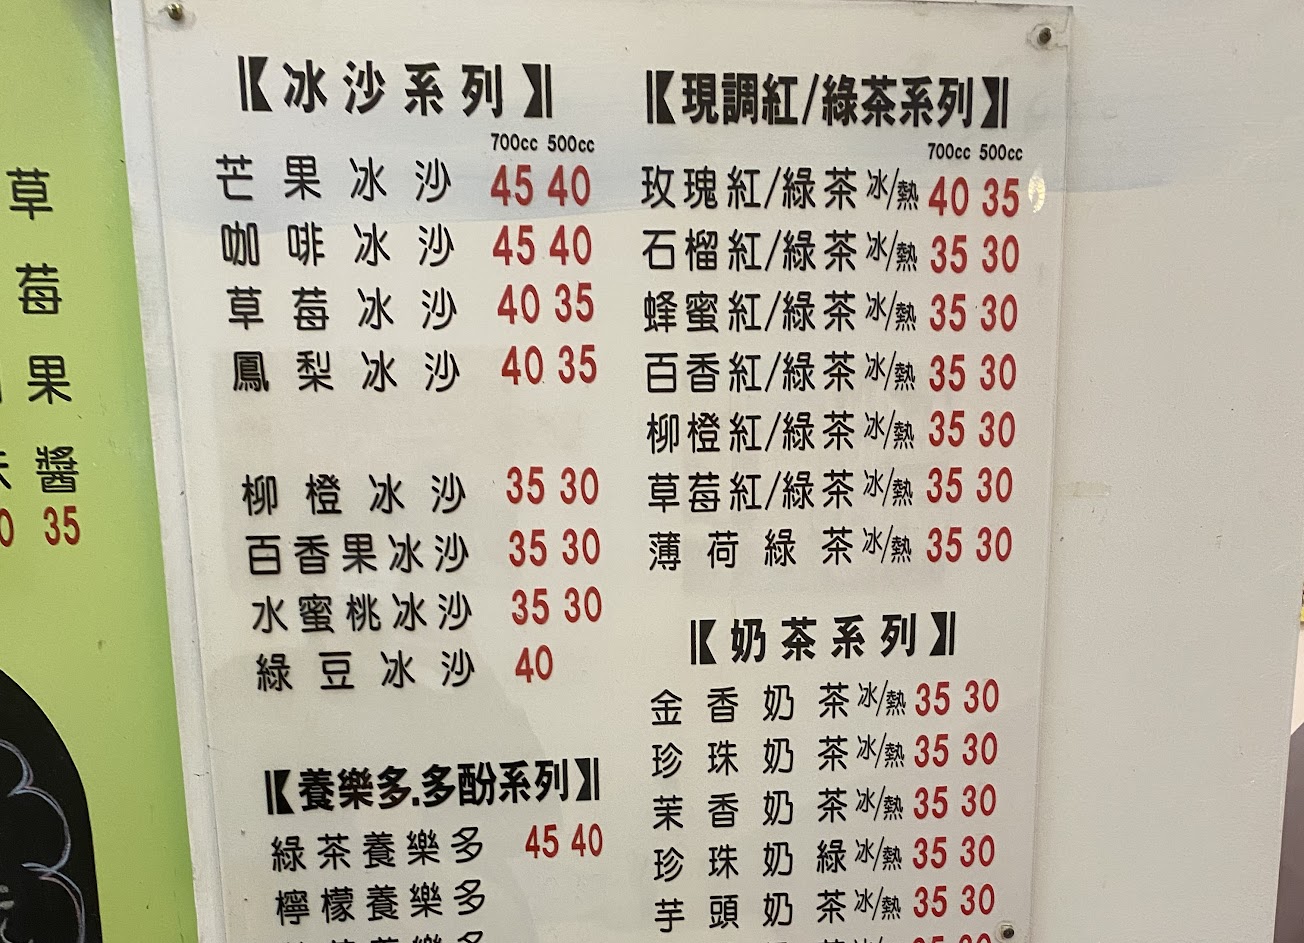 草
莓
果
醬
35
【冰沙系列】
700cc 500cc
芒果冰沙 45 40
咖啡冰沙 45 40
草莓冰沙 40 35
鳳梨冰沙 40 35
柳橙冰沙 35 30
百香果冰沙 35 30
水蜜桃冰沙 35 30
綠豆冰沙 40
【養樂多.多酚系列】
綠茶養樂多 45 40
檸檬養樂多
【現調紅/綠茶系列】
700cc 500cc
玫瑰紅/綠茶 冰/熱 40 35
石榴紅/綠茶 冰/熱 35 30
蜂蜜紅/綠茶 冰/熱 35 30
百香紅/綠茶 冰/熱 35 30
柳橙紅/綠茶 冰/熱 35 30
草莓紅/綠茶 冰/熱 35 30
薄荷綠茶 冰/熱 35 30
【奶茶系列】
金香奶茶 冰/熱 35 30
珍珠奶茶 冰/熱 35 30
茉香奶茶 冰/熱 35 30
珍珠奶綠 冰/熱 35 30
芋頭奶茶 冰/熱 35 30